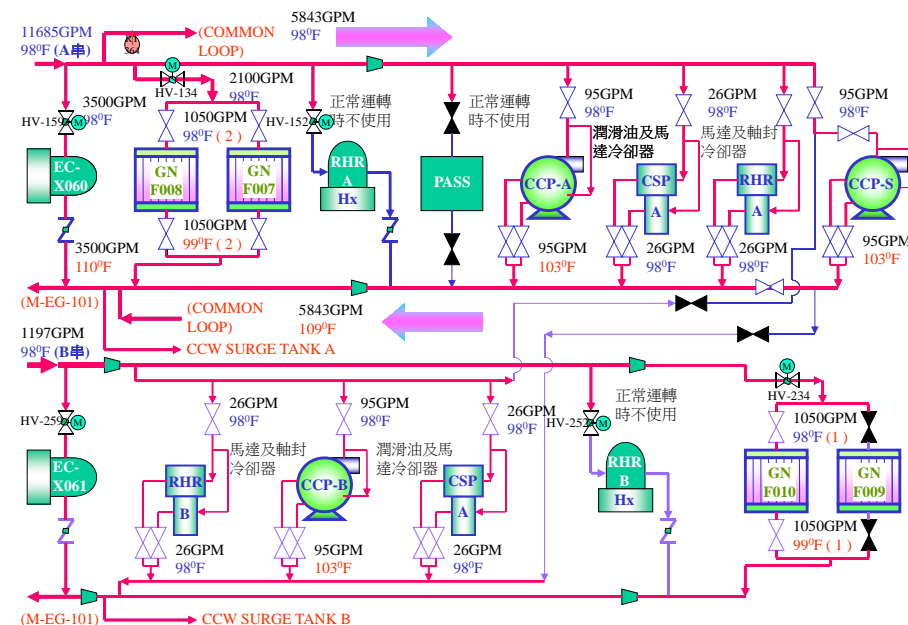 11685GPM
98⁰F (A串)
RT
364
(COMMON
LOOP)
5843GPM
98⁰F
M
HV-134
2100GPM
98⁰F
3500GPM
98⁰F
HV-159
M
1050GPM
98⁰F ( 2 )
HV-152
M
正常運轉
時不使用
正常運轉
時不使用
95GPM
98⁰F
潤滑油及馬
達冷卻器
26GPM
98⁰F
馬達及軸封
冷卻器
95GPM
98⁰F
EC-
X060
GN
F008
GN
F007
RHR
A
Hx
PASS
CCP-A
CSP
A
RHR
A
CCP-S
1050GPM
99⁰F ( 2 )
3500GPM
110⁰F
95GPM
103⁰F
26GPM
98⁰F
26GPM
98⁰F
95GPM
103⁰F
(M-EG-101)
(COMMON
LOOP)
5843GPM
109⁰F
CCW SURGE TANK A
1197GPM
98⁰F (B串)
HV-259
M
26GPM
98⁰F
馬達及軸封
冷卻器
95GPM
98⁰F
潤滑油及馬
達冷卻器
26GPM
98⁰F
正常運轉
時不使用
HV-252
M
M
HV-234
1050GPM
98⁰F ( 1 )
EC-
X061
RHR
B
CCP-B
CSP
A
RHR
B
Hx
GN
F010
GN
F009
26GPM
98⁰F
95GPM
103⁰F
26GPM
98⁰F
1050GPM
99⁰F ( 1 )
(M-EG-101)
CCW SURGE TANK B